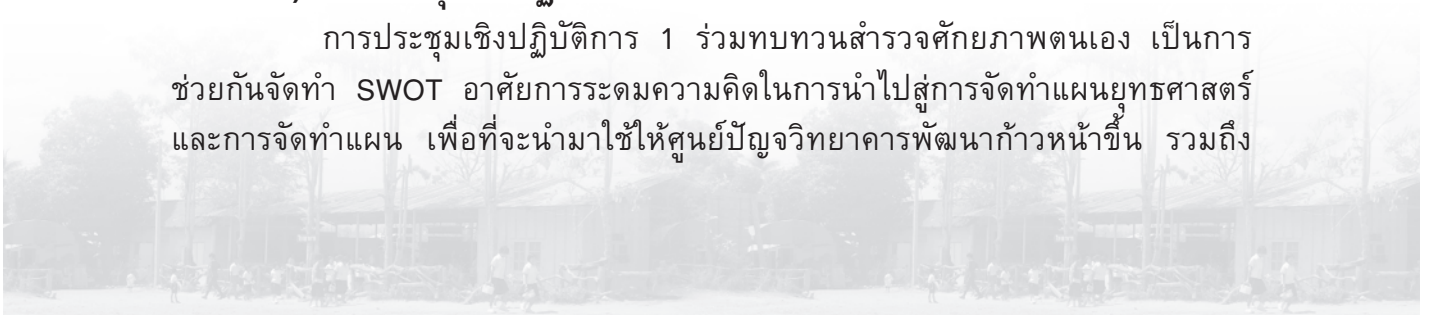 การประชุมเชิงปฏิบัติการ 1 ร่วมทบทวนสำรวจศักยภาพตนเอง เป็นการ
ช่วยกันจัดทำ SWOT อาศัยการระดมความคิดในการนำไปสู่การจัดทำแผนยุทธศาสตร์
และการจัดทำแผน เพื่อที่จะนำมาใช้ให้ศูนย์ปัญจวิทยาคารพัฒนาก้าวหน้าขึ้น รวมถึง